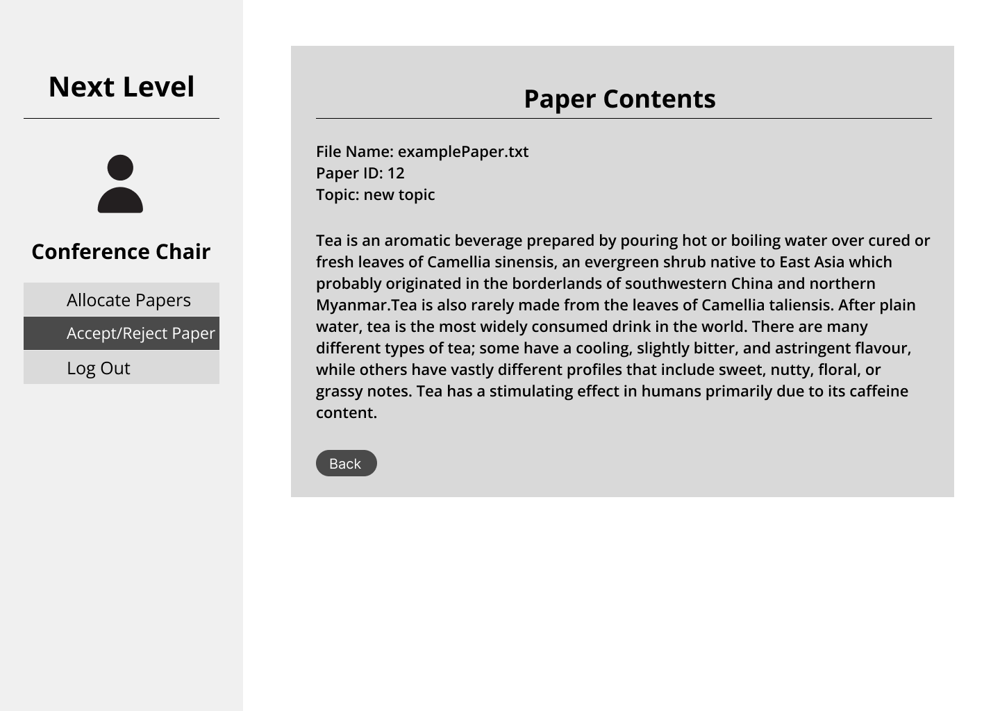 Next Level
Conference Chair
Allocate Papers
Accept/Reject Paper
Log Out
Paper Contents
File Name: examplePaper.txt
Paper ID: 12
Topic: new topic
Tea is an aromatic beverage prepared by pouring hot or boiling water over cured or
fresh leaves of Camellia sinensis, an evergreen shrub native to East Asia which
probably originated in the borderlands of southwestern China and northern
Myanmar.Tea is also rarely made from the leaves of Camellia taliensis. After plain
water, tea is the most widely consumed drink in the world. There are many
different types of tea; some have a cooling, slightly bitter, and astringent flavour,
while others have vastly different profiles that include sweet, nutty, floral, or
grassy notes. Tea has a stimulating effect in humans primarily due to its caffeine
content.
Back